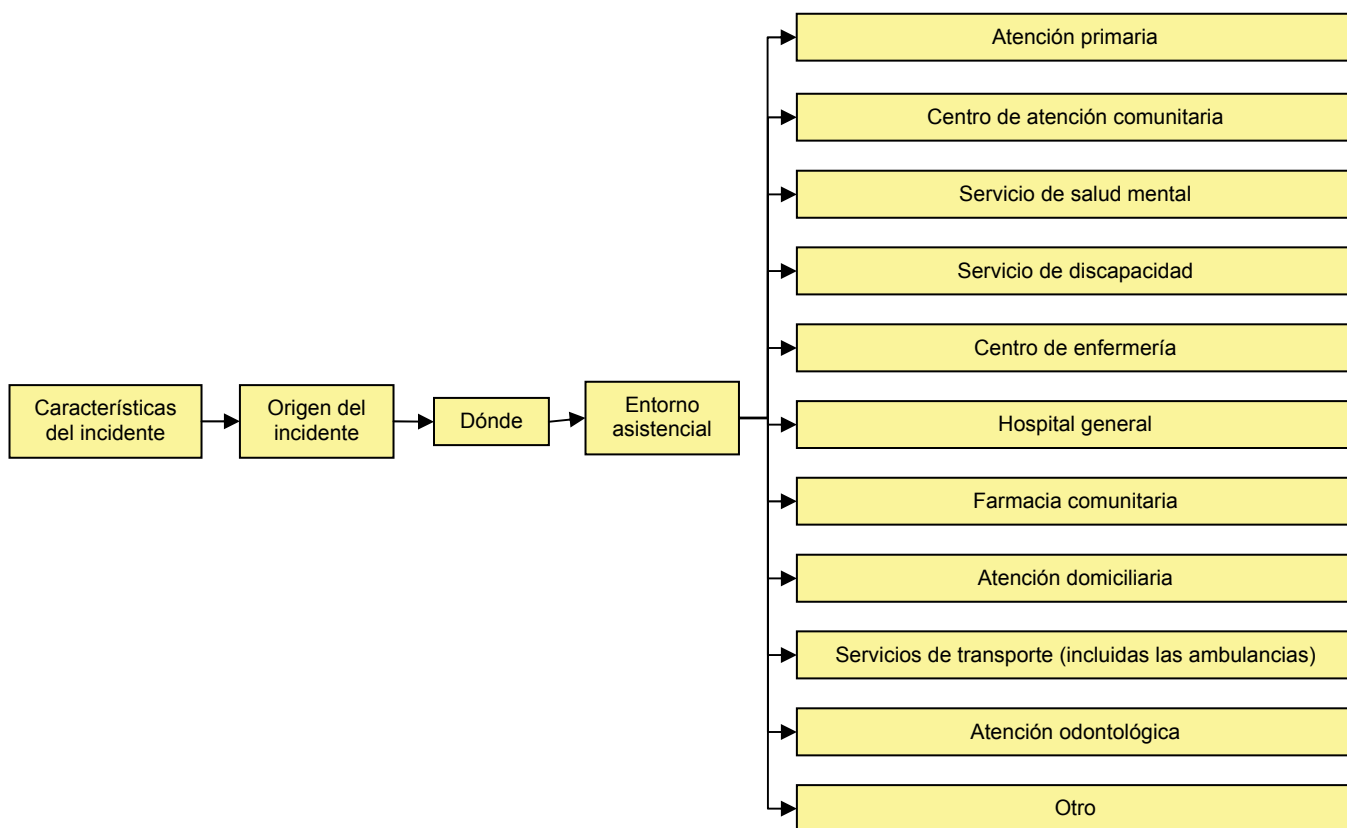 Características
del incidente
Origen del
incidente
Dónde
Entorno
asistencial
Atención primaria
Centro de atención comunitaria
Servicio de salud mental
Servicio de discapacidad
Centro de enfermería
Hospital general
Farmacia comunitaria
Atención domiciliaria
Servicios de transporte (incluidas las ambulancias)
Atención odontológica
Otro